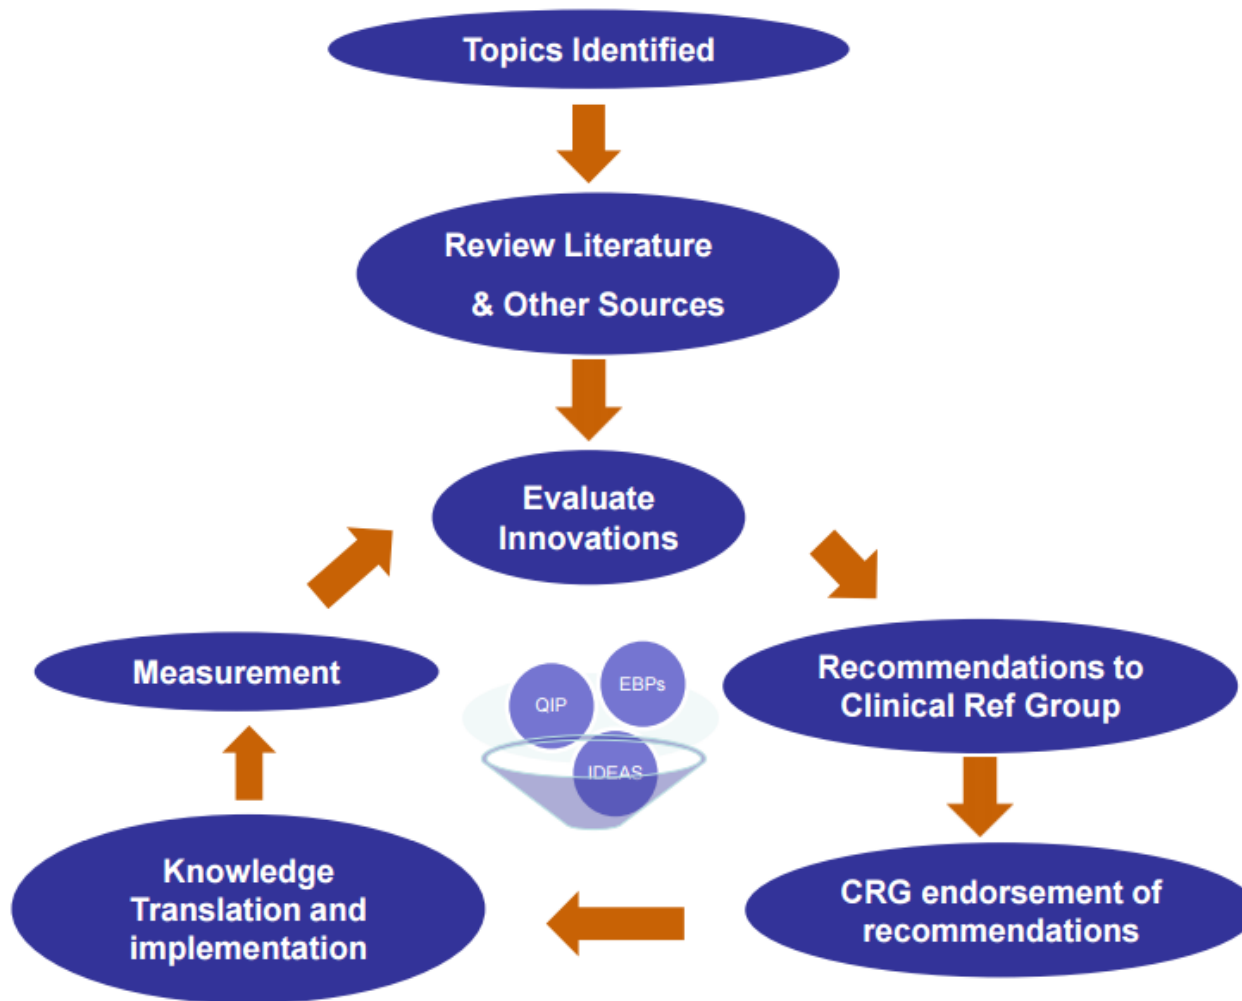 Topics Identified
Review Literature
& Other Sources
Evaluate
Innovations
Measurement
QIP
EBPs
IDEAS
Recommendations to
Clinical Ref Group
Knowledge
Translation and
implementation
CRG endorsement of
recommendations